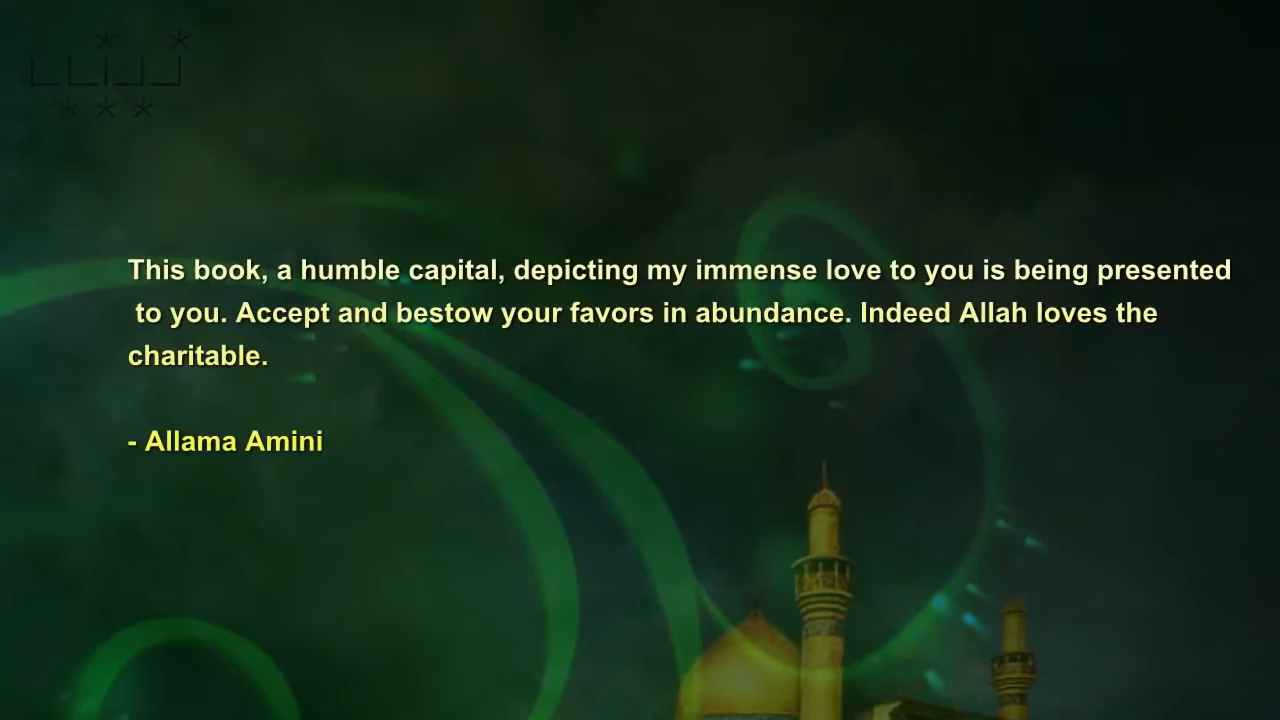 This book, a humble capital, depicting my immense love to you is being presented
to you. Accept and bestow your favors in abundance. Indeed Allah loves the
charitable.
- Allama Amini